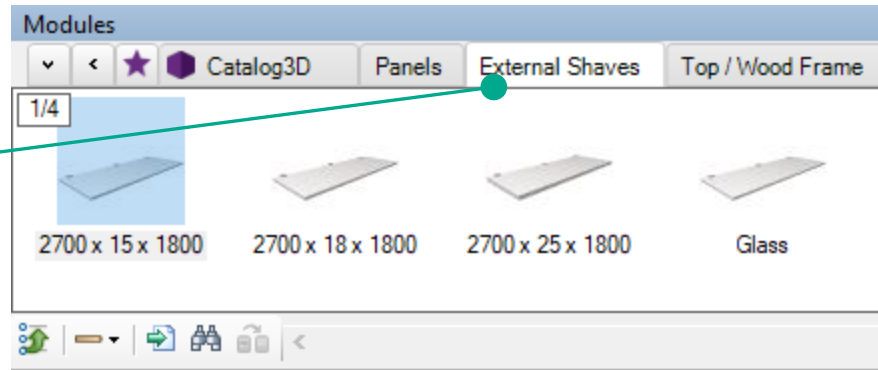 Modules
Catalog3D Panels External Shaves Top / Wood Frame
1/4
2700 x 15 x 1800 2700 x 18 x 1800 2700 x 25 x 1800 Glass